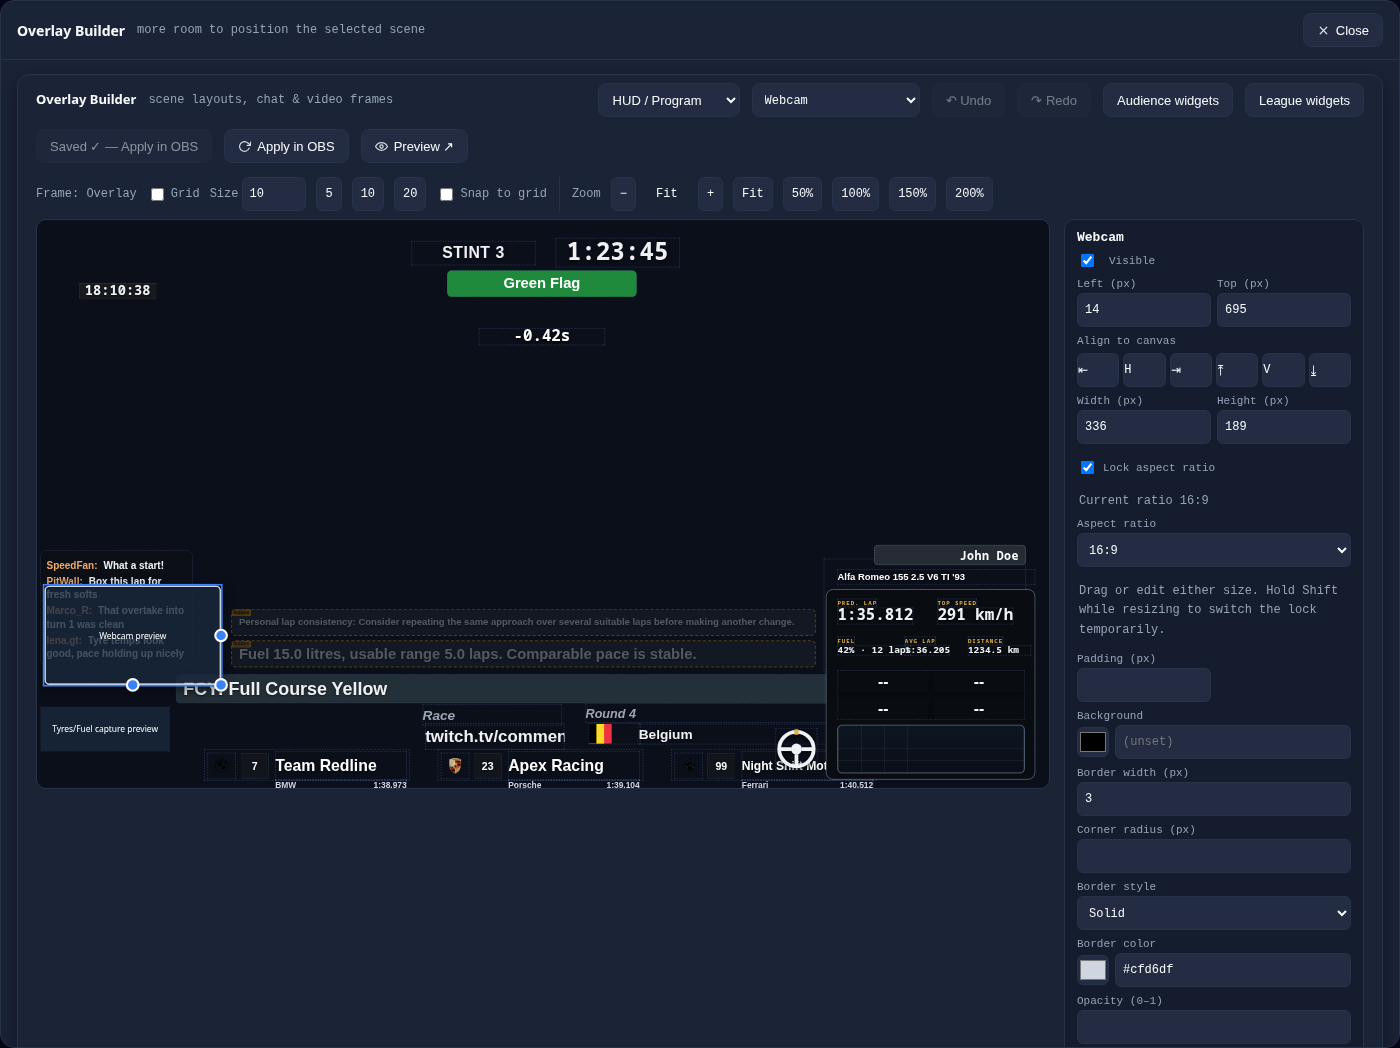 Overlay Builder more room to position the selected scene
× Close
Overlay Builder scene layouts, chat & video frames
HUD / Program
Webcam
↶ Undo
↷ Redo
Audience widgets
League widgets
Saved ✓ — Apply in OBS
Apply in OBS
Preview ↗
Frame: Overlay
Grid Size 10
5 10 20
Snap to grid
Zoom − Fit + Fit 50% 100% 150% 200%
STINT 3
1:23:45
Green Flag
18:10:38
-0.42s
SpeedFan: What a start!
PitWall: Box this lap for
fresh softs
Marco_R: That overtake into
turn 1 was clean
lena.gt: Tyre temps look
good, pace holding up nicely
Webcam preview
Personal lap consistency: Consider repeating the same approach over several suitable laps before making another change.
Fuel 15.0 litres, usable range 5.0 laps. Comparable pace is stable.
FCY: Full Course Yellow
Tyres/Fuel capture preview
Race
twitch.tv/commen
Round 4
Belgium
7 Team Redline
BMW 1:38.973
23 Apex Racing
Porsche 1:39.104
99 Night Shift Mot
Ferrari 1:40.512
John Doe
Alfa Romeo 155 2.5 V6 TI '93
PRED. LAP TOP SPEED
1:35.812 291 km/h
FUEL AVG LAP DISTANCE
42% · 12 laps 1:36.205 1234.5 km
-- --
-- --
Webcam
Visible
Left (px) Top (px)
14 695
Align to canvas
⇤ H ⇥ ⤒ V ⤓
Width (px) Height (px)
336 189
Lock aspect ratio
Current ratio 16:9
Aspect ratio
16:9
Drag or edit either size. Hold Shift
while resizing to switch the lock
temporarily.
Padding (px)
Background
(unset)
Border width (px)
3
Corner radius (px)
Border style
Solid
Border color
#cfd6df
Opacity (0–1)